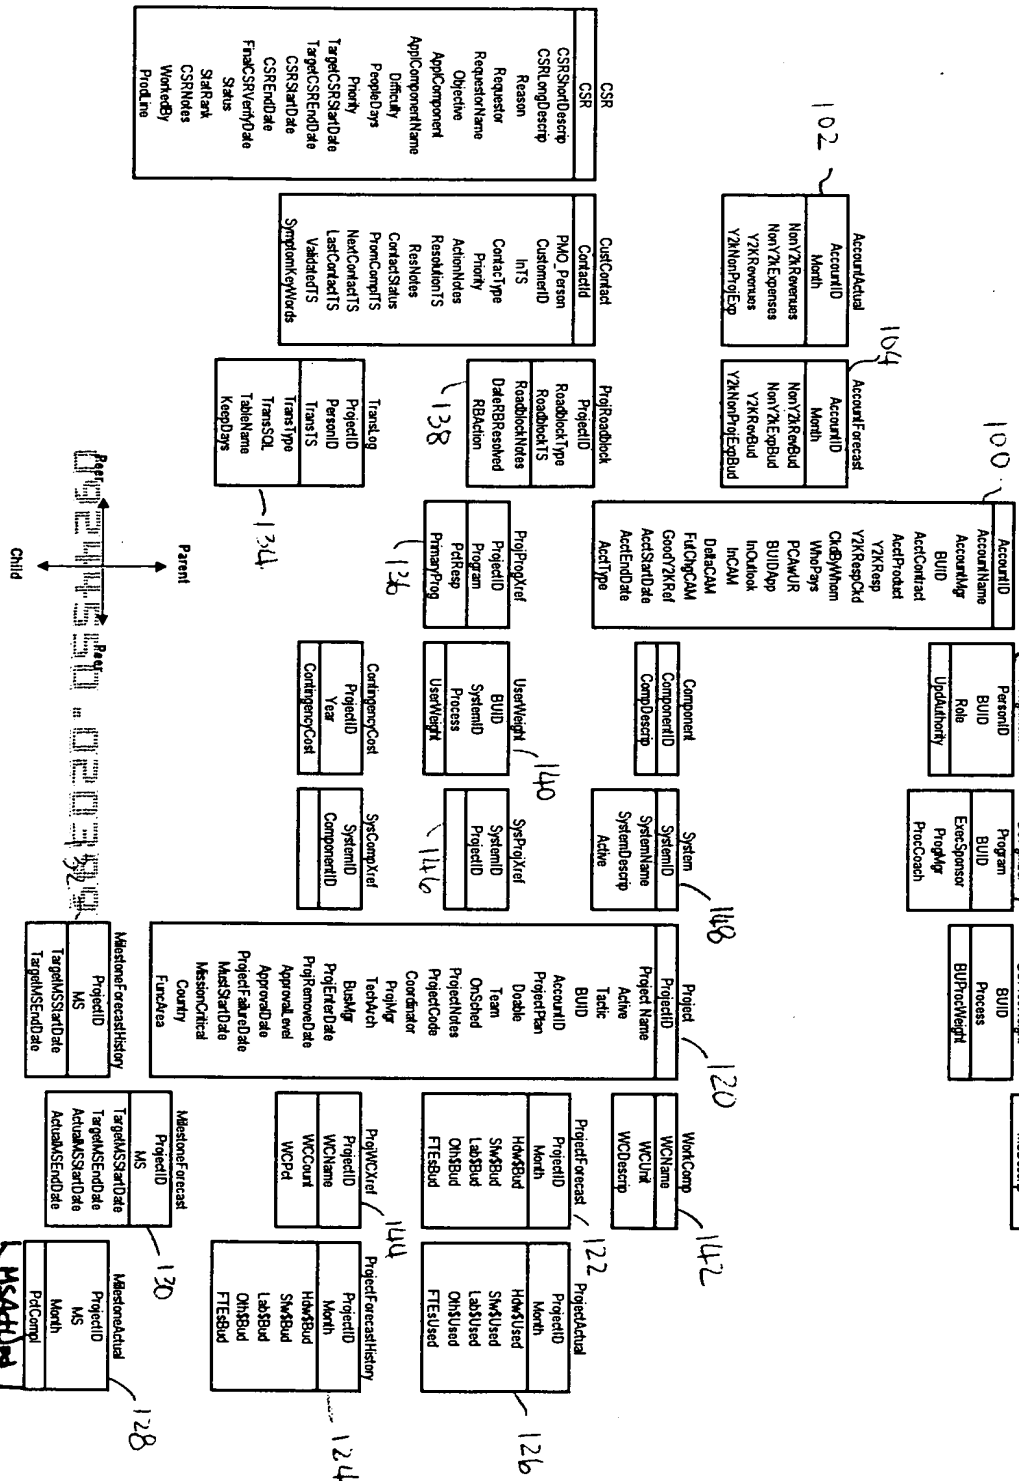 CSR
CSR
CSRShortDescrip
CSRLongDescrip
Reason
Requestor
RequestorName
Objective
ApplComponent
ApplComponentName
Difficulty
PeopleDays
Priority
TargetCSRStartDate
TargetCSREndDate
CSRStartDate
CSREndDate
FinalCSRVerifyDate
Status
StatRank
CSRNotes
WorkedBy
ProdLine
CustContact
ContactId
PMO_Person
CustomerID
InTS
ContacType
Priority
ActionNotes
ResolutionTS
ResNotes
ContactStatus
PromComplTS
NextContactTS
LastContactTS
ValidatedTS
SymptomKeyWords
102
AccountActual
AccountID
Month
NonY2kRevenues
NonY2kExpenses
Y2KRevenues
Y2kNonProjExp
104
AccountForecast
AccountID
Month
NonY2kRevBud
NonY2kExpBud
Y2KRevBud
Y2kNonProjExpBud
ProjRoadblock
ProjectID
RoadblockType
RoadblockTS
RoadblockNotes
DateRBResolved
RBAction
138
TransLog
ProjectID
PersonID
TransTS
TransType
TransSQL
TableName
KeepDays
134
100
AccountID
AccountName
AccountMgr
BUID
AcctContract
AcctProduct
Y2KResp
Y2KRespCkd
CkdByWhom
WhoPays
PCAwUR
BUIDApp
InOutlook
InCAM
DeltaCAM
FutChgCAM
GoodY2KRef
AcctStartDate
AcctEndDate
AcctType
ProjProgXref
ProjectID
Program
PctResp
PrimaryProg
136
PersonID
BUID
Role
UpdAuthority
Component
ComponentID
CompDescrip
UserWeight
BUID
SystemID
Process
UserWeight
140
ContingencyCost
ProjectID
Year
ContingencyCost
Program
BUID
ExecSponsor
ProgMgr
ProcCoach
System
SystemID
SystemName
SystemDescrip
Active
148
SysProjXref
SystemID
ProjectID
146
SysCompXref
SystemID
ComponentID
BUID
Process
BUProcWeight
Project
ProjectID
Project Name
Active
Tactic
BUID
AccountID
ProjectPlan
Doable
Team
OnSched
ProjectNotes
ProjectCode
Coordinator
ProjMgr
TechArch
BusMgr
ProjEnterDate
ProjRemoveDate
ApprovalLevel
ApprovalDate
ProjectFailureDate
MustStartDate
MissionCritical
Country
FuncArea
120
132
MilestoneForecastHistory
ProjectID
MS
TargetMSStartDate
TargetMSEndDate
WorkComp
WCName
WCUnit
WCDescrip
142
ProjectForecast
ProjectID
Month
Hdw$Bud
Sfw$Bud
Lab$Bud
Oth$Bud
FTEsBud
122
ProjWCXref
ProjectID
WCName
WCCount
WCPct
144
MilestoneForecast
ProjectID
MS
TargetMSStartDate
TargetMSEndDate
ActualMSStartDate
ActualMSEndDate
130
ProjectActual
ProjectID
Month
Hdw$Used
Sfw$Used
Lab$Used
Oth$Used
FTEsUsed
126
ProjectForecastHistory
ProjectID
Month
Hdw$Bud
Sfw$Bud
Lab$Bud
Oth$Bud
FTEsBud
124
MilestoneActual
ProjectID
MS
Month
PctCompl
128
Parent
Peer
Peer
Child